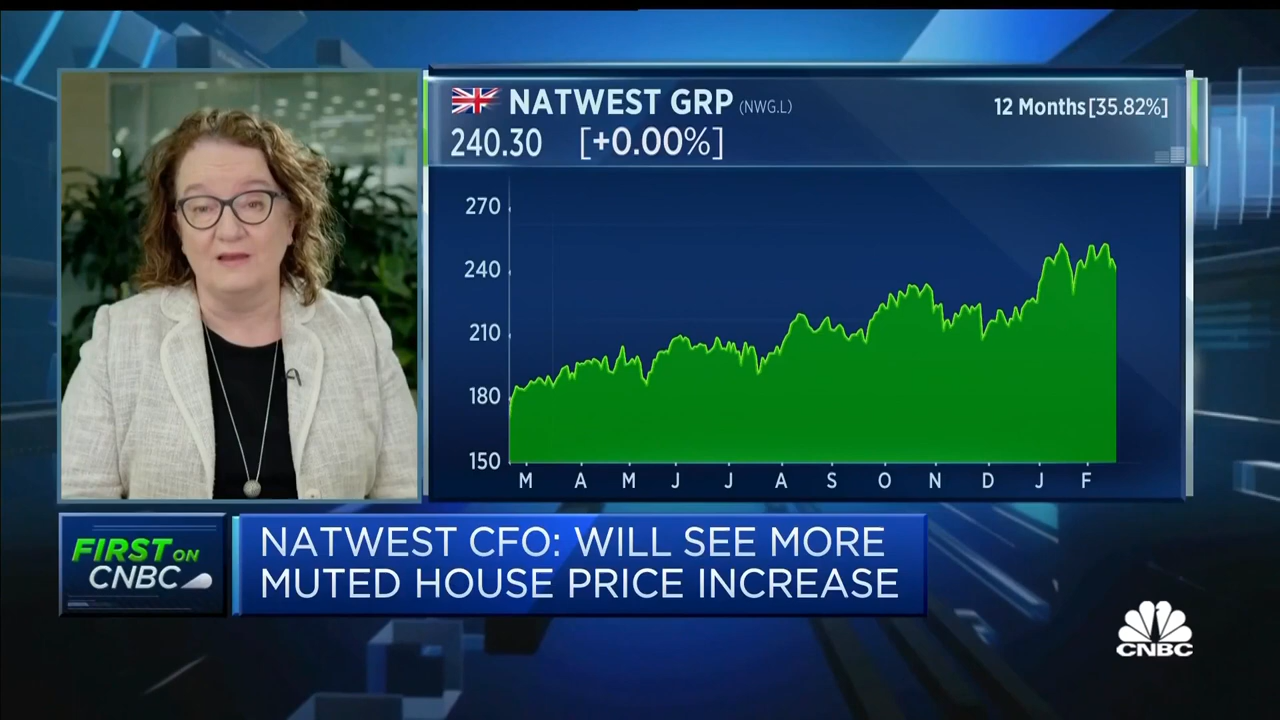 NATWEST GRP (NWG.L)
12 Months[35.82%]
240.30 [+0.00%]
270
240
210
180
150
M A M J J A S O N D J F
FIRST ON
CNBC
NATWEST CFO: WILL SEE MORE
MUTED HOUSE PRICE INCREASE
CNBC